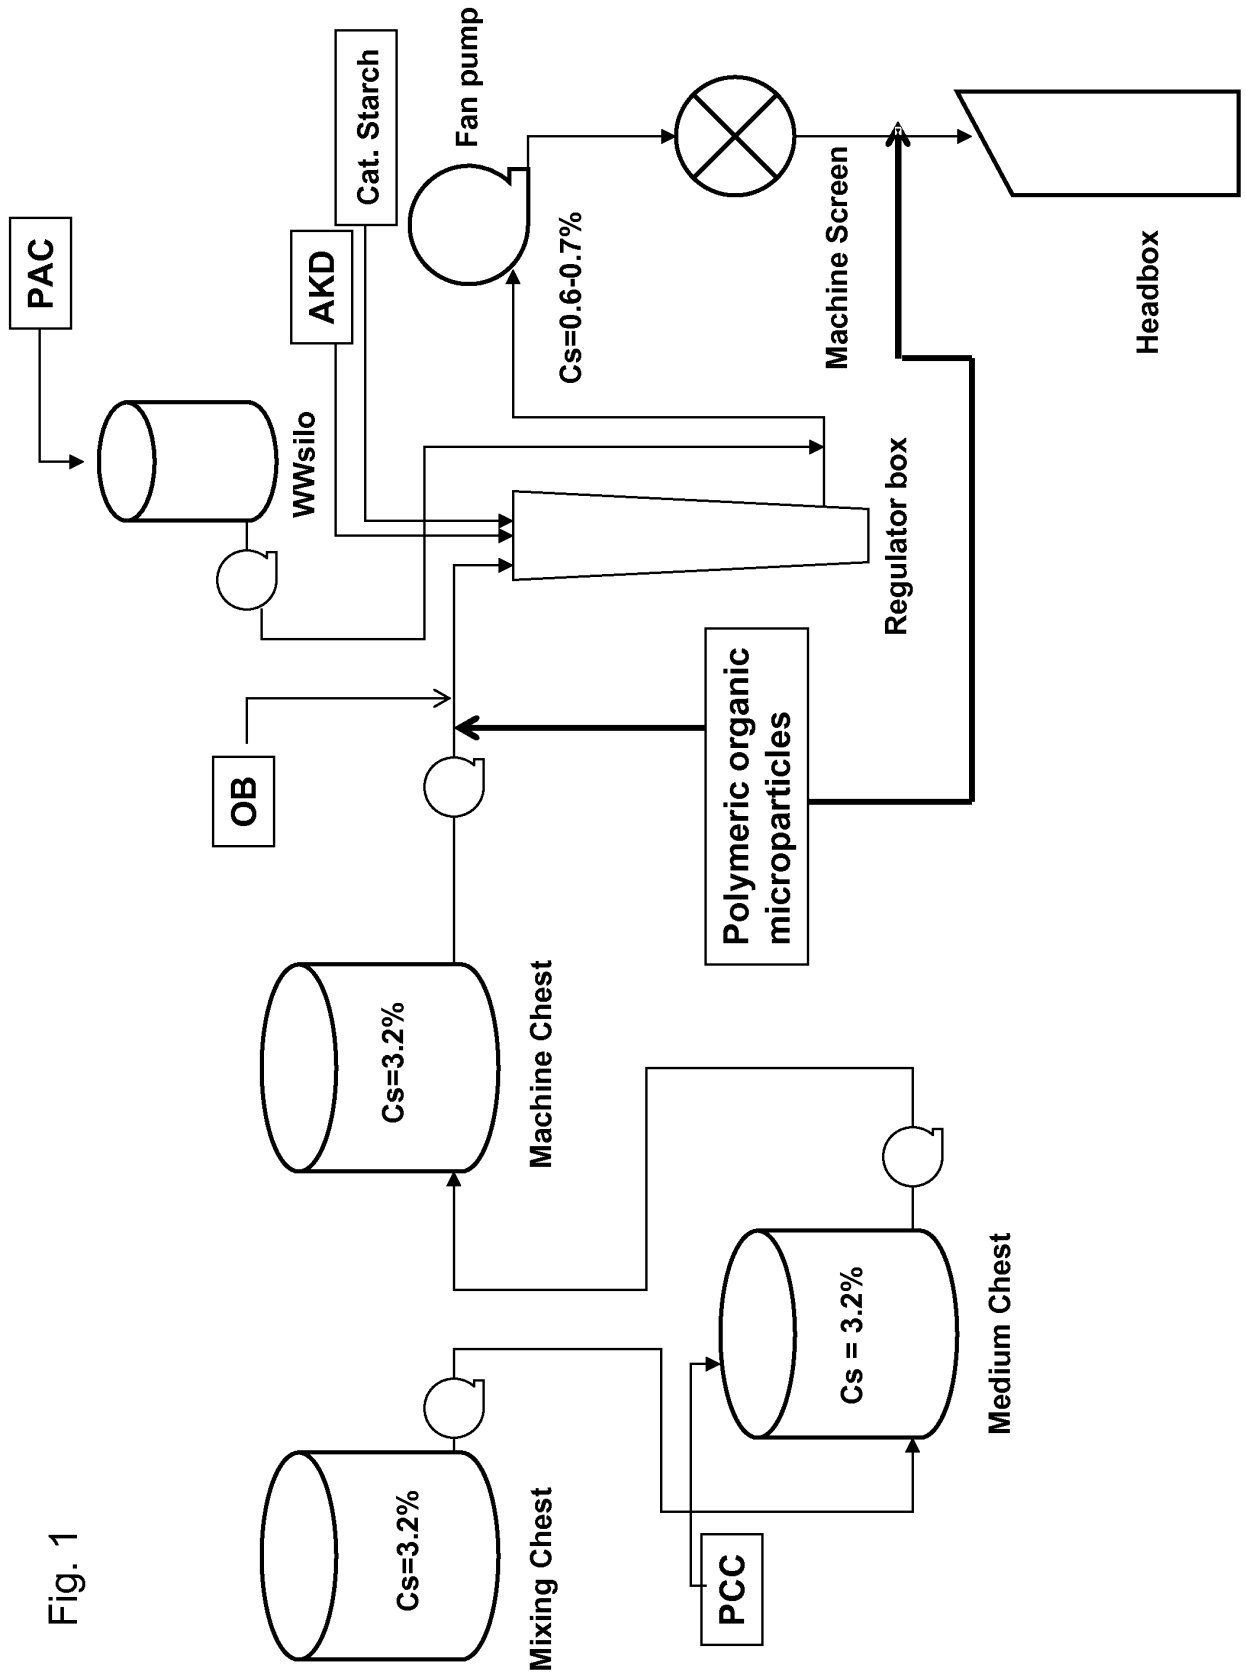 Fig. 1
PAC
Cat. Starch
AKD
Fan pump
WWsilo
OB
Cs=0.6-0.7%
Cs=3.2%
Cs=3.2%
Mixing Chest
Machine Chest
Polymeric organic
microparticles
Regulator box
Machine Screen
Headbox
PCC
Cs = 3.2%
Medium Chest